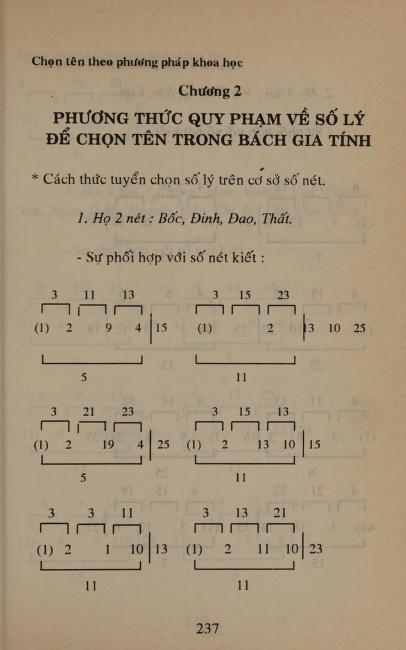 Chọn tên theo phương pháp khoa học
Chương 2
PHƯƠNG THỨC QUY PHẠM VỀ SỐ LÝ
ĐỂ CHỌN TÊN TRONG BÁCH GIA TÍNH
* Cách thức tuyển chọn số lý trên cơ sở số nét.
1. Họ 2 nét : Bốc, Đinh, Đao, Thất.
- Sự phối hợp với số nét kiết :
3 11 13 3 15 23
(1) 2 9 4 15 (1) 2 13 10 25
5 11
3 21 23 3 15 13
(1) 2 19 4 25 (1) 2 13 10 15
5 11
3 3 11 3 13 21
(1) 2 1 10 13 (1) 2 11 10 23
11 11
237